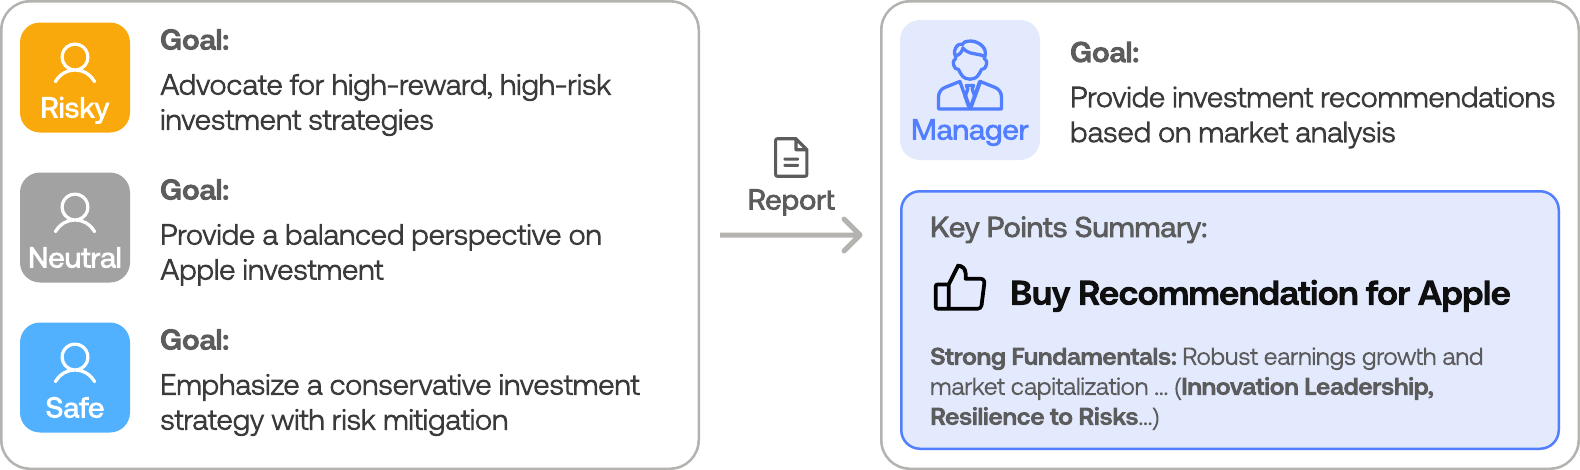 Risky
Goal:
Advocate for high-reward, high-risk
investment strategies
Neutral
Goal:
Provide a balanced perspective on
Apple investment
Safe
Goal:
Emphasize a conservative investment
strategy with risk mitigation
Report
Manager
Goal:
Provide investment recommendations
based on market analysis
Key Points Summary:
Buy Recommendation for Apple
Strong Fundamentals: Robust earnings growth and
market capitalization ... (Innovation Leadership,
Resilience to Risks...)